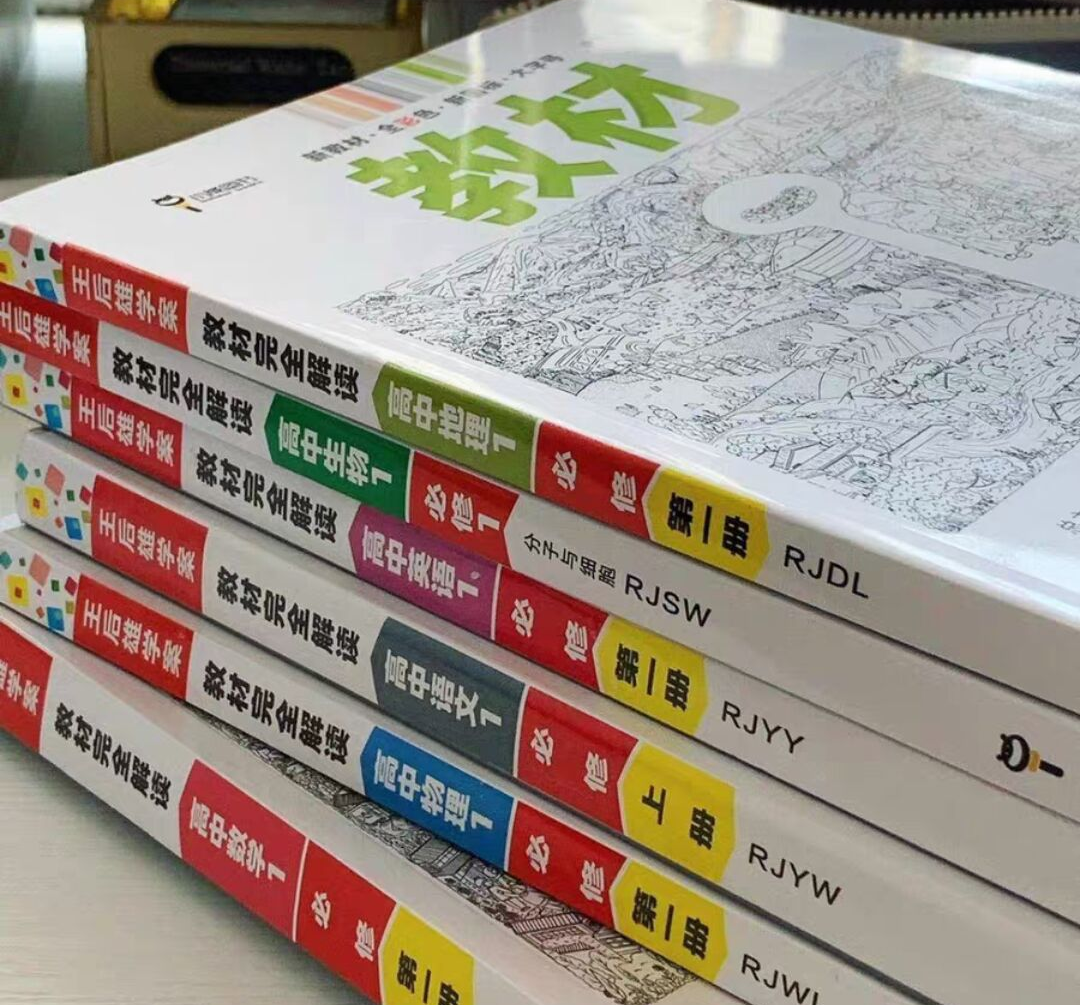 新教材·全彩色·新目标·大字号
教材
王后雄学案 教材完全解读 高中地理1 必修 第一册 RJDL
王后雄学案 教材完全解读 高中生物1 必修1 分子与细胞 RJSW
王后雄学案 教材完全解读 高中英语1 必修 第一册 RJYY
王后雄学案 教材完全解读 高中语文1 必修 上册 RJYW
王后雄学案 教材完全解读 高中物理1 必修 第一册 RJWL
雄学案 教材完全解读 高中数学1 必修 第一册